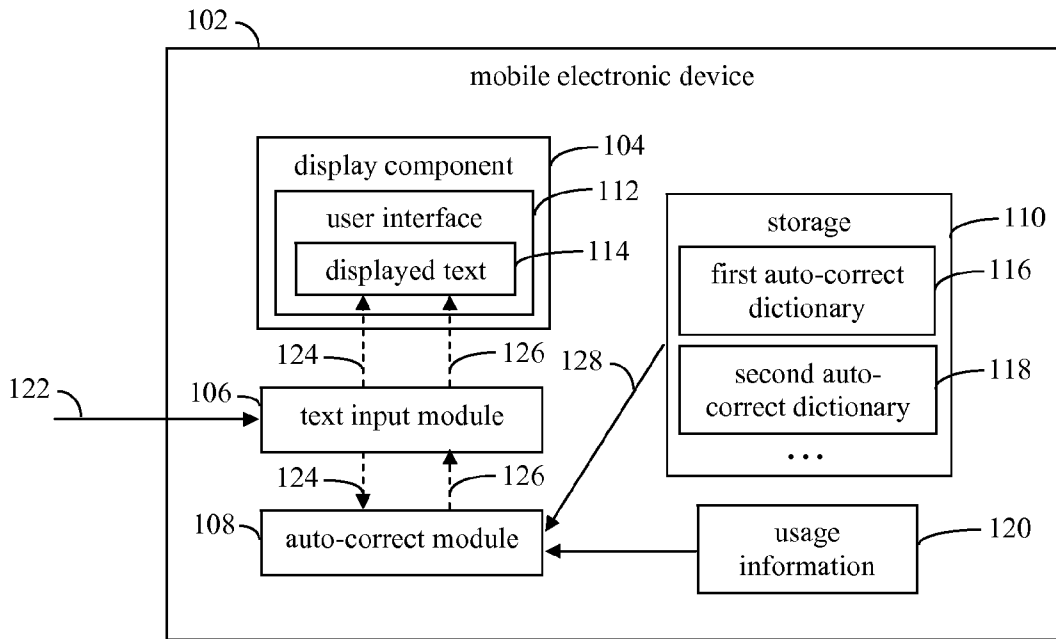 102
mobile electronic device
display component
104
user interface
112
displayed text
114
storage
110
first auto-correct
dictionary
116
second auto-
correct dictionary
118
...
124
126
128
122
106
text input module
124
126
108
auto-correct module
usage
information
120